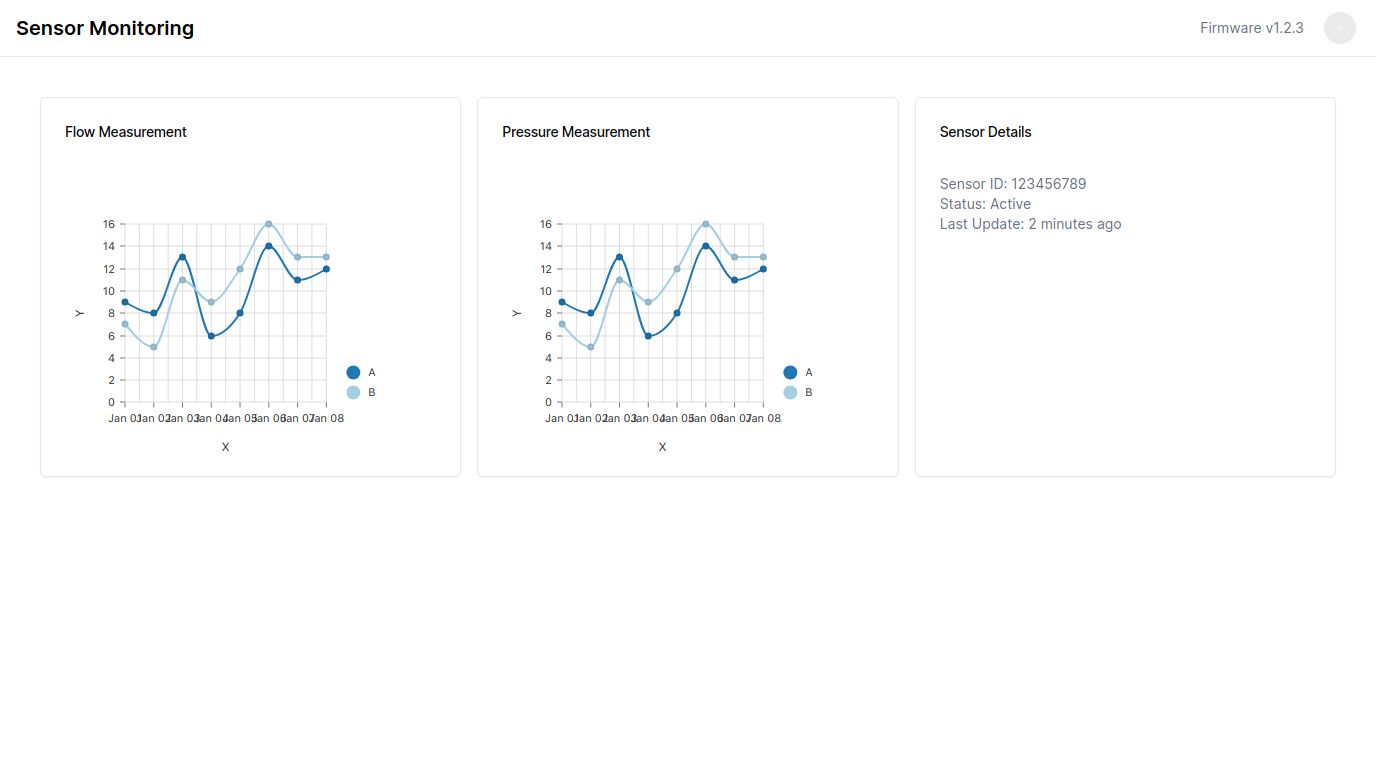 Sensor Monitoring
Firmware v1.2.3
Flow Measurement
16
14
12
10
8
6
4
2
0
Y
Jan 01 Jan 02 Jan 03 Jan 04 Jan 05 Jan 06 Jan 07 Jan 08
X
A
B
Pressure Measurement
16
14
12
10
8
6
4
2
0
Y
Jan 01 Jan 02 Jan 03 Jan 04 Jan 05 Jan 06 Jan 07 Jan 08
X
A
B
Sensor Details
Sensor ID: 123456789
Status: Active
Last Update: 2 minutes ago